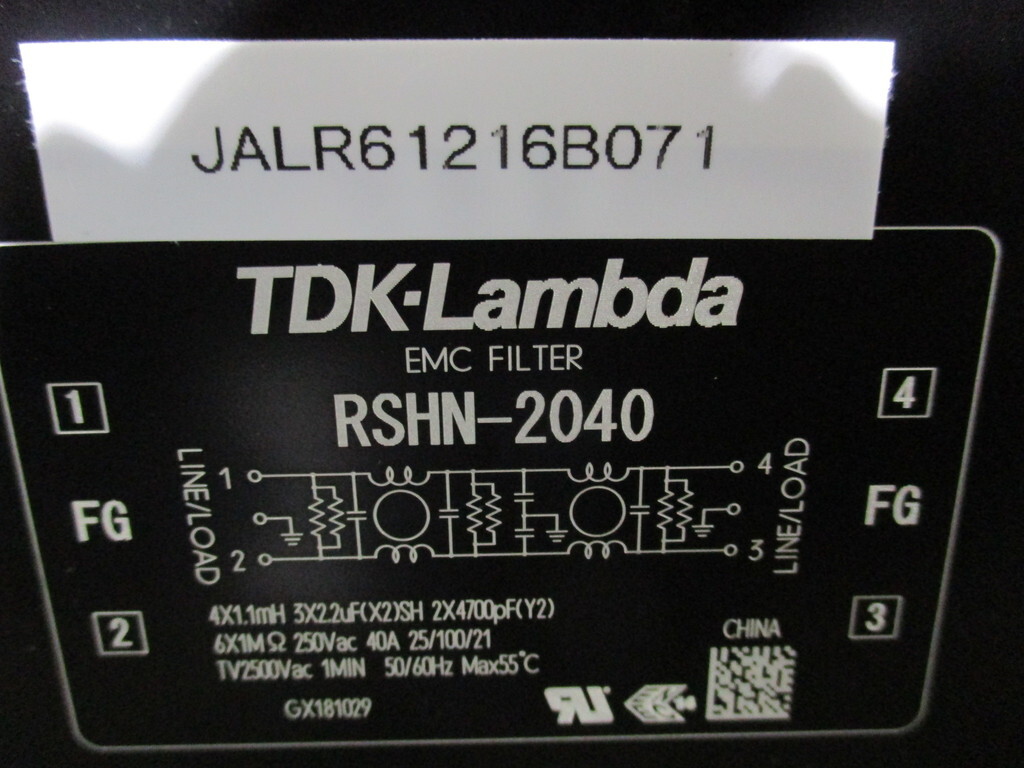 JALR61216B071
TDK·Lambda
EMC FILTER
RSHN-2040
1
4
LINE/LOAD
1
4
LINE/LOAD
FG
FG
2
3
2
3
4X1.1mH 3X2.2uF(X2)SH 2X4700pF(Y2)
6X1MΩ 250Vac 40A 25/100/21
TV2500Vac 1MIN 50/60Hz Max55°C
CHINA
GX181029